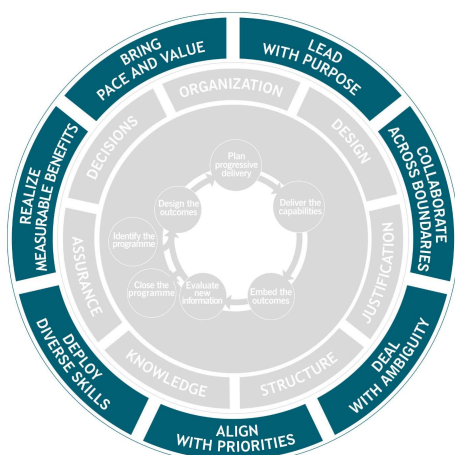 BRING
PACE AND VALUE
LEAD
WITH PURPOSE
COLLABORATE
ACROSS BOUNDARIES
DEAL
WITH AMBIGUITY
ALIGN
WITH PRIORITIES
DEPLOY
DIVERSE SKILLS
REALIZE
MEASURABLE BENEFITS
ORGANIZATION
DESIGN
JUSTIFICATION
STRUCTURE
KNOWLEDGE
ASSURANCE
DECISIONS
Plan
progressive
delivery
Deliver the
capabilities
Embed the
outcomes
Evaluate
new
information
Close the
programme
Identify the
programme
Design the
outcomes